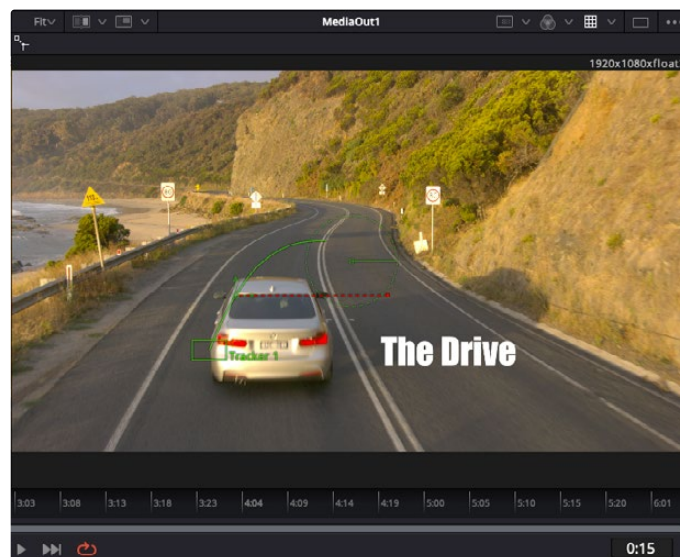 Fit
MediaOut1
1920x1080xfloat
Tracker 1
The Drive
3:03 3:08 3:13 3:18 3:23 4:04 4:09 4:14 4:19 5:00 5:05 5:10 5:15 5:20 6:01
0:15